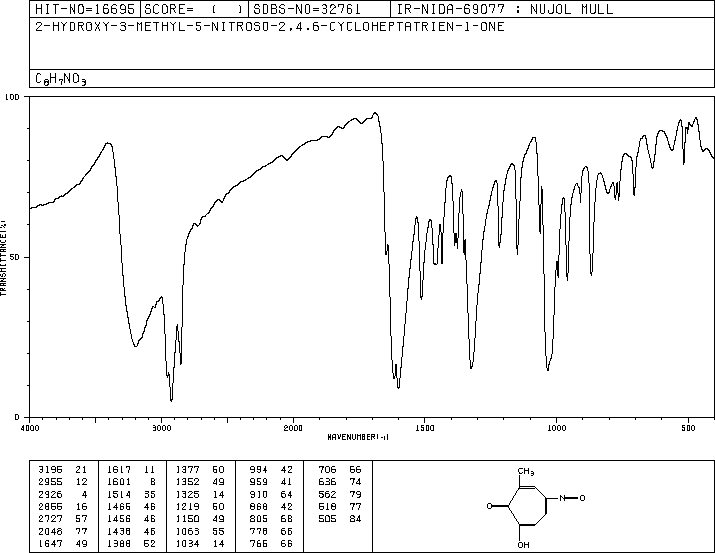 HIT-NO=16695 SCORE= ( ) SDBS-NO=32761 IR-NIDA-69077 : NUJOL MULL
2-HYDROXY-3-METHYL-5-NITROSO-2,4,6-CYCLOHEPTATRIEN-1-ONE
C8H7NO3
100
50
0
TRANSMITTANCE(%)
4000 3000 2000 1500 1000 500
WAVENUMBER(-1)
3195 21 1617 11 1377 50 994 42 706 66
2955 12 1601 8 1352 49 959 41 636 74
2926 4 1514 35 1325 14 910 64 562 79
2855 16 1465 46 1219 50 868 42 518 77
2727 57 1456 46 1150 49 805 68 505 84
2046 77 1438 46 1063 55 778 66
1647 49 1388 52 1034 14 765 66
CH3
O N O
OH